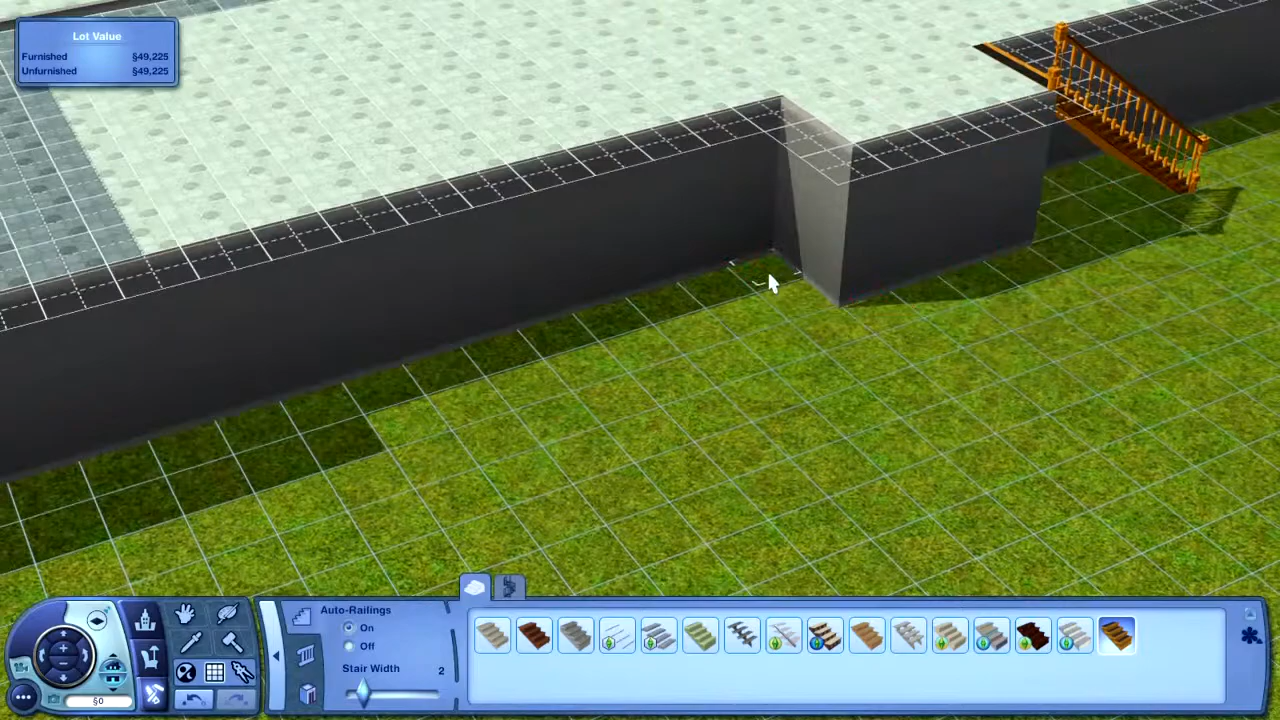 Lot Value
Furnished §49,225
Unfurnished §49,225
Auto-Railings
On
Off
Stair Width 2
§0